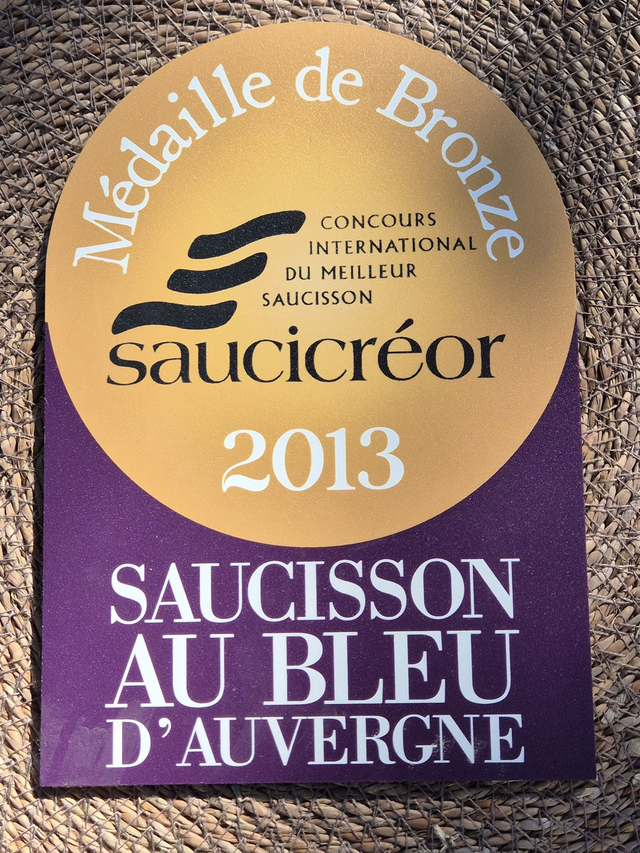 Médaille de Bronze
CONCOURS
INTERNATIONAL
DU MEILLEUR
SAUCISSON
saucicréor
2013
SAUCISSON
AU BLEU
D'AUVERGNE